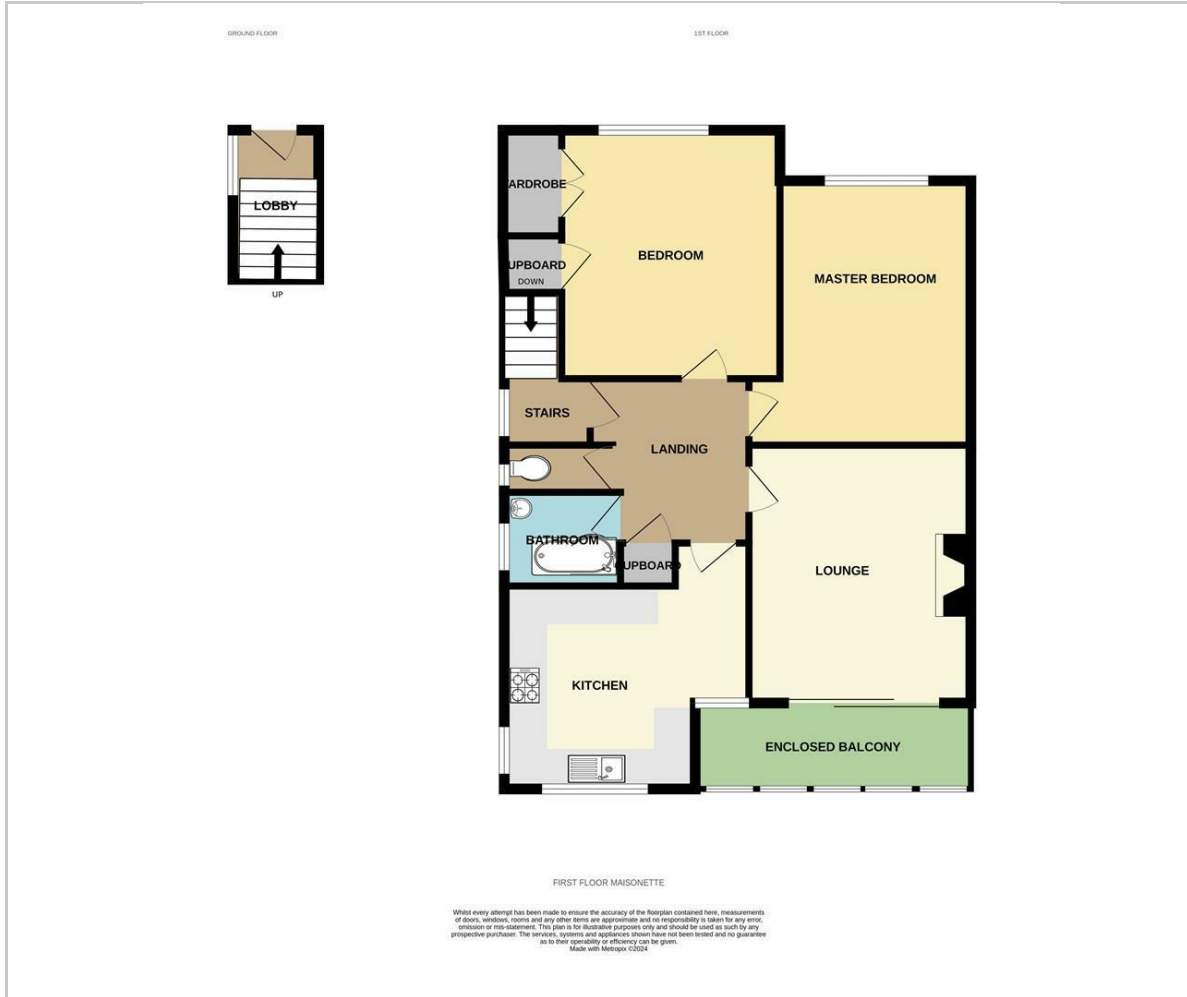 GROUND FLOOR
1ST FLOOR
LOBBY
UP
ARDROBE
UPBOARD
DOWN
BEDROOM
MASTER BEDROOM
STAIRS
LANDING
BATHROOM
CUPBOARD
LOUNGE
KITCHEN
ENCLOSED BALCONY
FIRST FLOOR MAISONETTE
Whilst every attempt has been made to ensure the accuracy of the floorplan contained here, measurements
of doors, windows, rooms and any other items are approximate and no responsibility is taken for any error,
omission or mis-statement. This plan is for illustrative purposes only and should be used as such by any
prospective purchaser. The services, systems and appliances shown have not been tested and no guarantee
as to their operability or efficiency can be given.
Made with Metropix ©2024